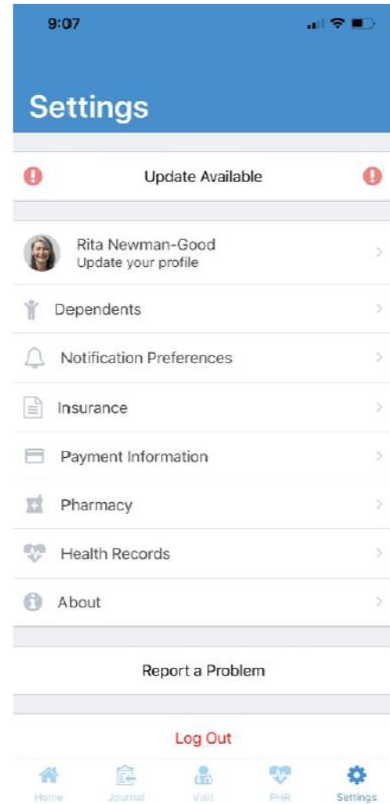 9:07
Settings
Update Available
Rita Newman-Good
Update your profile
Dependents
Notification Preferences
Insurance
Payment Information
Pharmacy
Health Records
About
Report a Problem
Log Out
Home Journal Visit PHR Settings